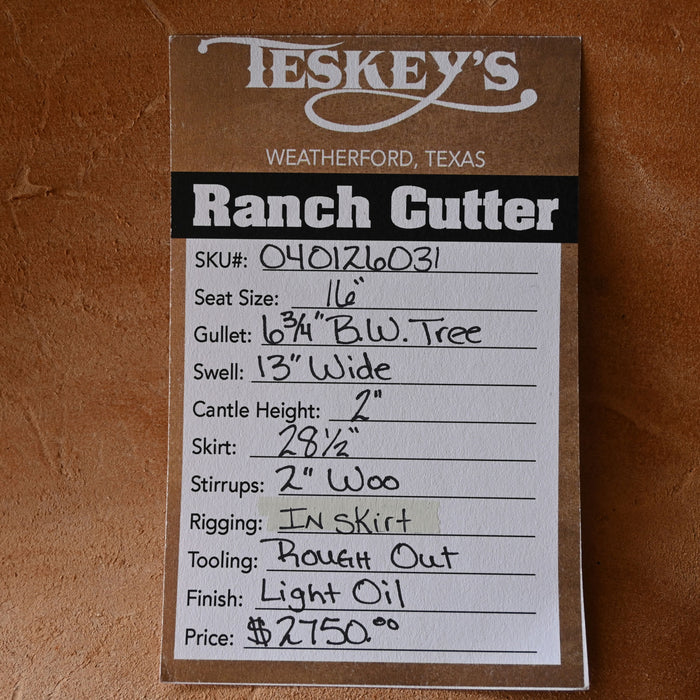 TESKEY'S
WEATHERFORD, TEXAS
Ranch Cutter
SKU#: 040126031
Seat Size: 16"
Gullet: 6 3/4" B.W. Tree
Swell: 13" Wide
Cantle Height: 2"
Skirt: 28 1/2"
Stirrups: 2" Woo
Rigging: IN SKirt
Tooling: ROUGH Out
Finish: Light Oil
Price: $2750.00